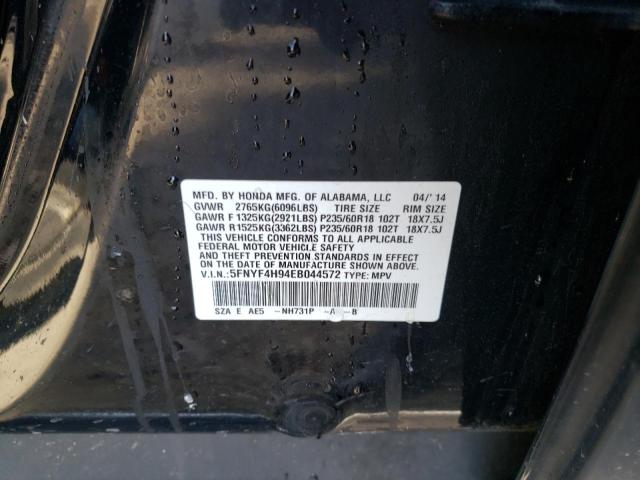 MFD. BY HONDA MFG. OF ALABAMA, LLC 04/' 14
GVWR 2765KG(6096LBS) TIRE SIZE RIM SIZE
GAWR F 1325KG(2921LBS) P235/60R18 102T 18X7.5J
GAWR R1525KG(3362LBS) P235/60R18 102T 18X7.5J
THIS VEHICLE CONFORMS TO ALL APPLICABLE
FEDERAL MOTOR VEHICLE SAFETY
AND THEFT PREVENTION STANDARDS IN EFFECT
ON THE DATE OF MANUFACTURE SHOWN ABOVE.
V.I.N.:5FNYF4H94EB044572 TYPE: MPV
SZA E AE5 -NH731P -A -B